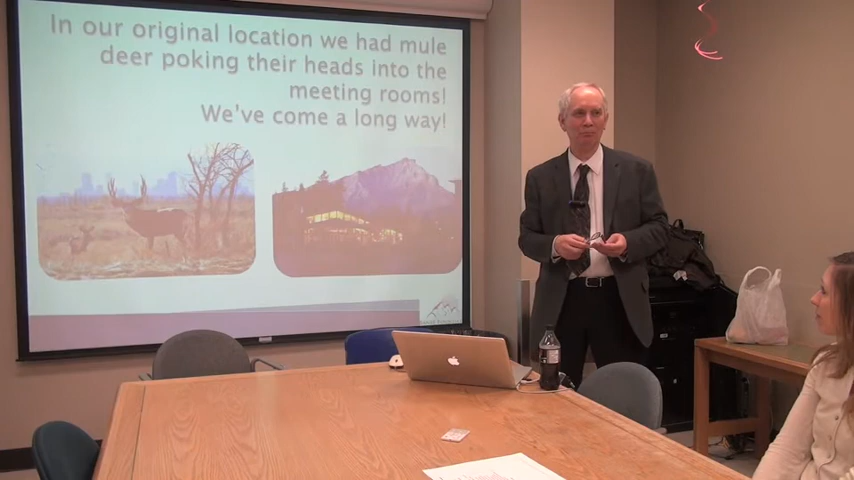 In our original location we had mule
deer poking their heads into the
meeting rooms!
We've come a long way!